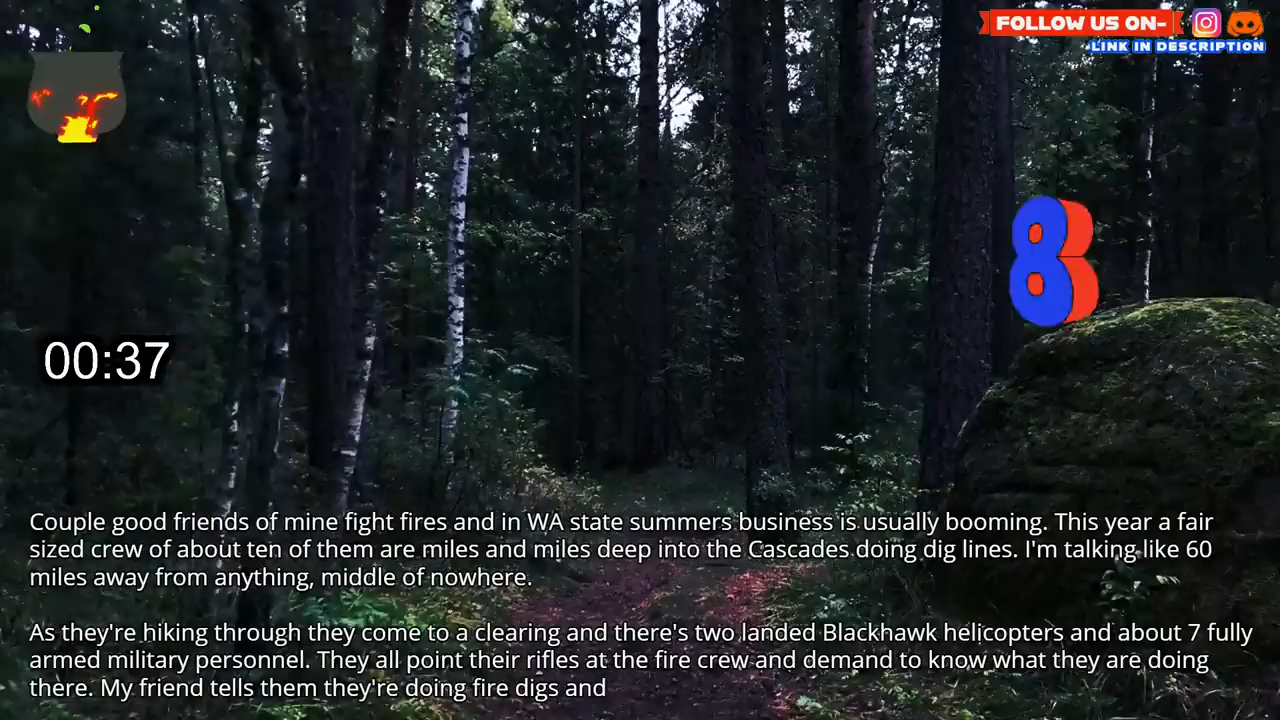 FOLLOW US ON-
LINK IN DESCRIPTION
8
00:37
Couple good friends of mine fight fires and in WA state summers business is usually booming. This year a fair
sized crew of about ten of them are miles and miles deep into the Cascades doing dig lines. I'm talking like 60
miles away from anything, middle of nowhere.
As they're hiking through they come to a clearing and there's two landed Blackhawk helicopters and about 7 fully
armed military personnel. They all point their rifles at the fire crew and demand to know what they are doing
there. My friend tells them they're doing fire digs and